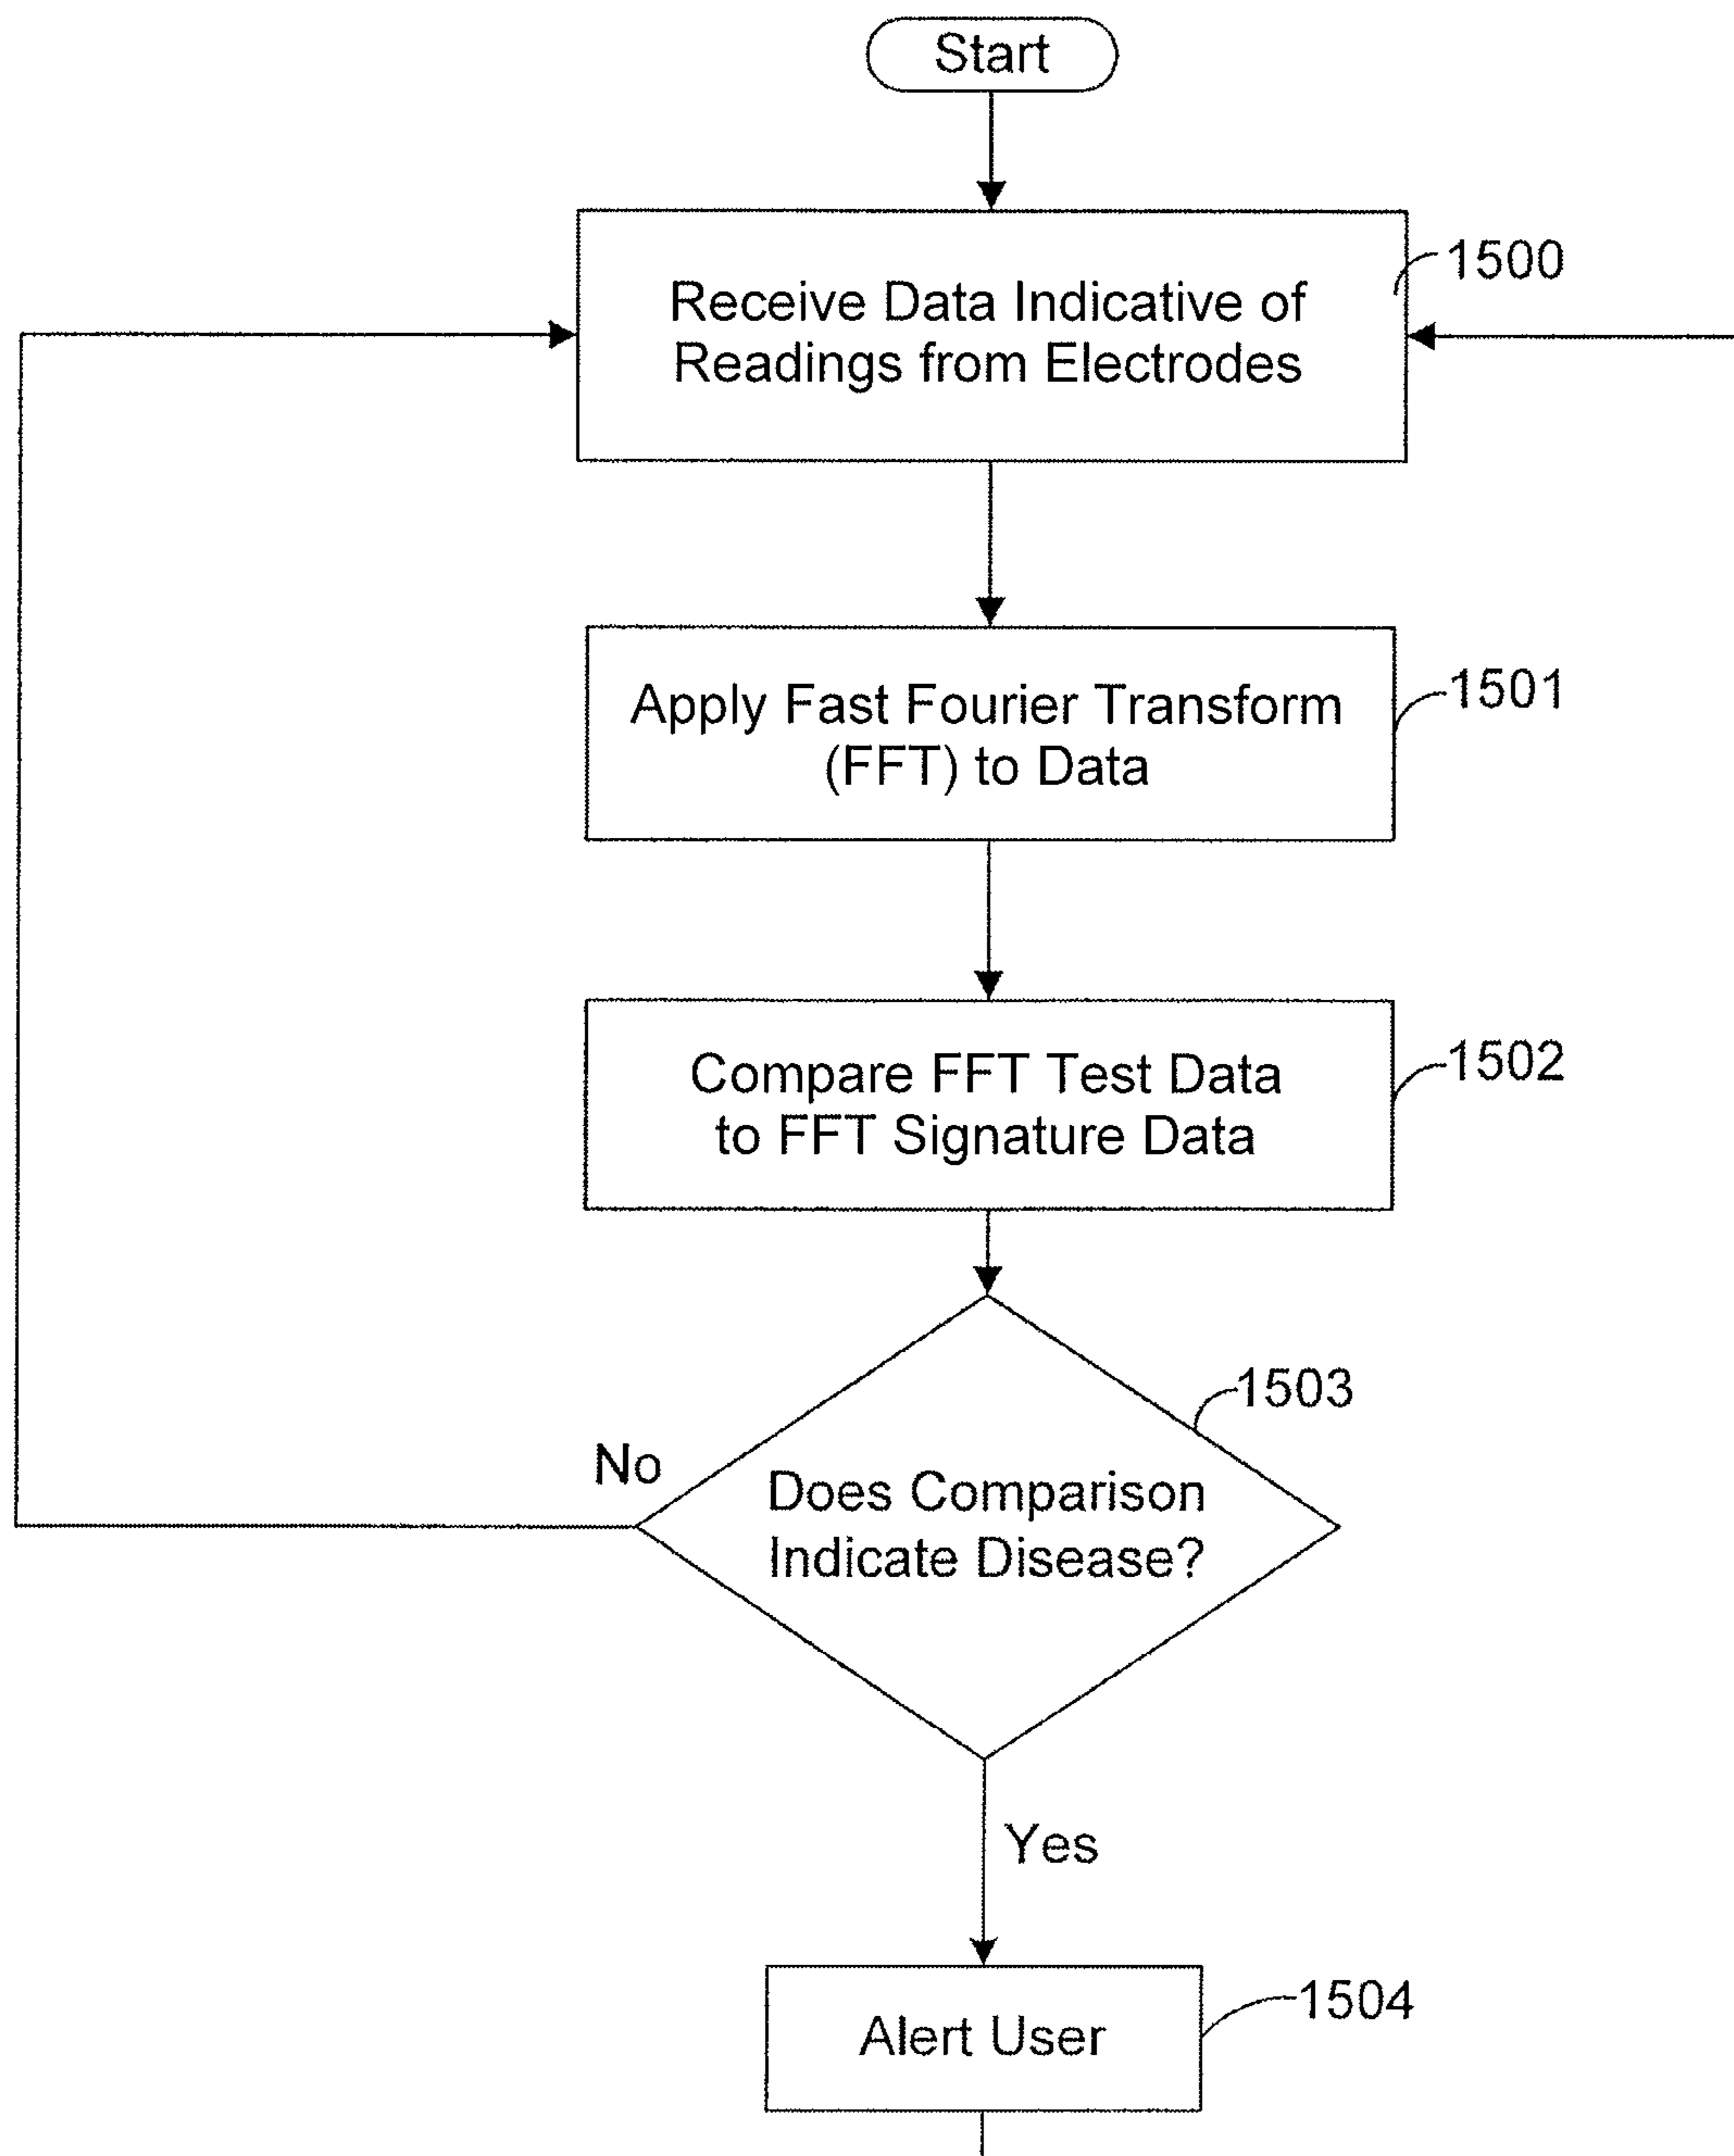 Start
Receive Data Indicative of
Readings from Electrodes
1500
Apply Fast Fourier Transform
(FFT) to Data
1501
Compare FFT Test Data
to FFT Signature Data
1502
1503
Does Comparison
Indicate Disease?
No
Yes
Alert User
1504